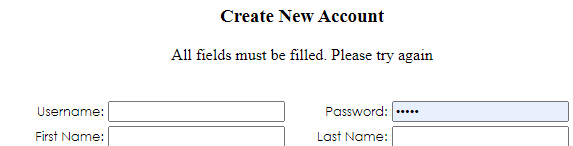 Create New Account
All fields must be filled. Please try again
Username: Password: •••••
First Name: Last Name: